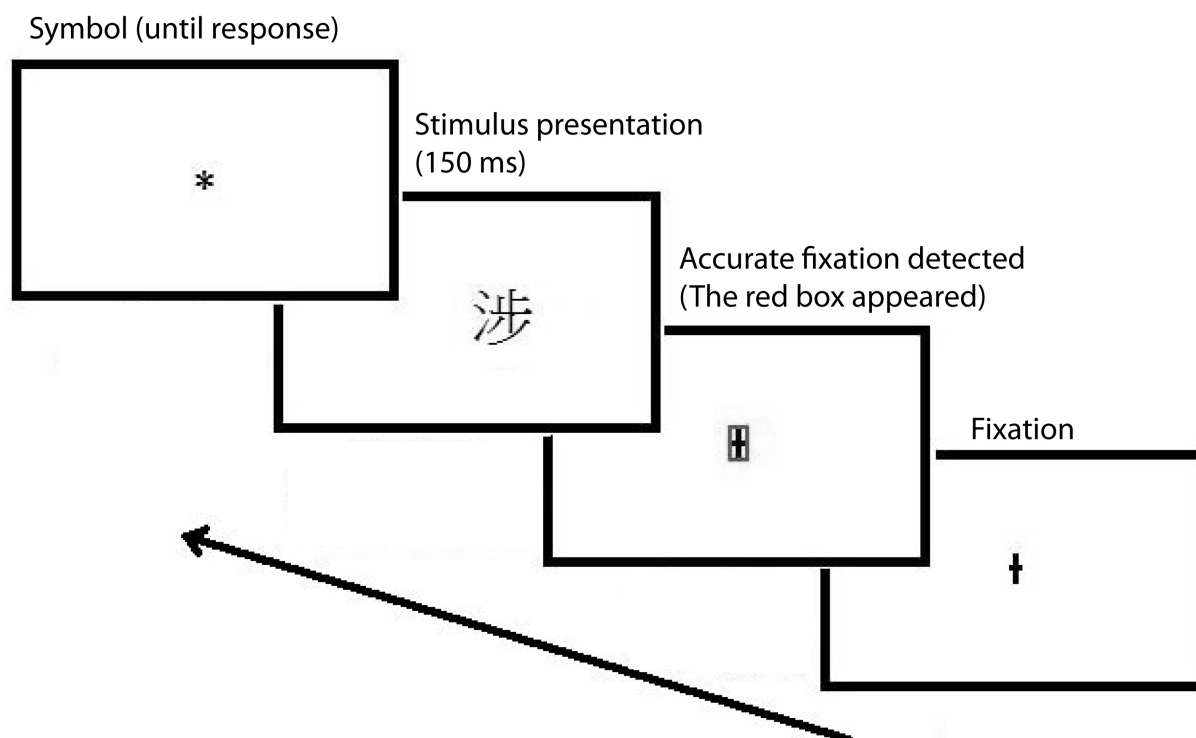 Symbol (until response)
*
Stimulus presentation
(150 ms)
涉
Accurate fixation detected
(The red box appeared)
Fixation